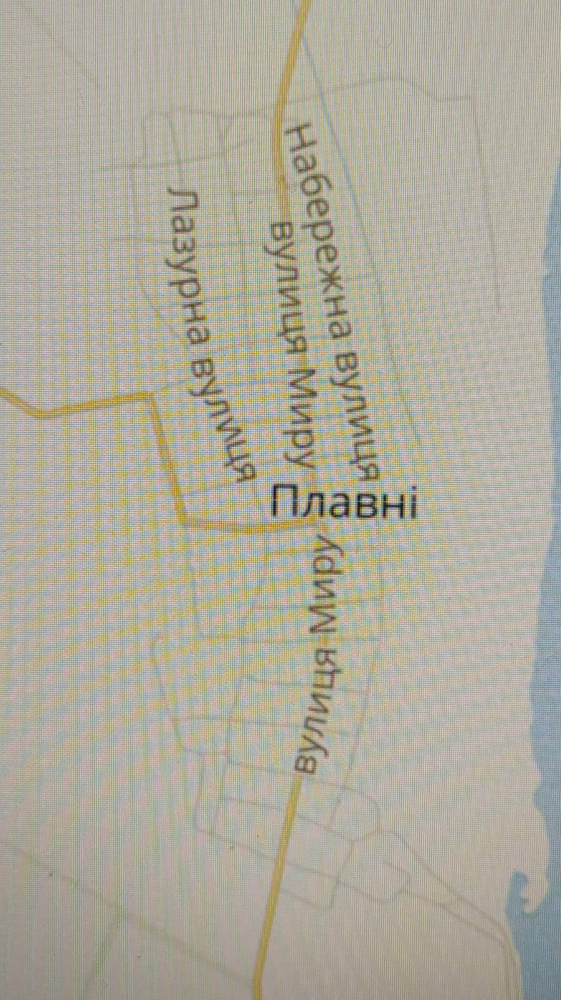 Набережна вулиця
Лазурна вулиця
вулиця Миру
Плавні
вулиця Миру